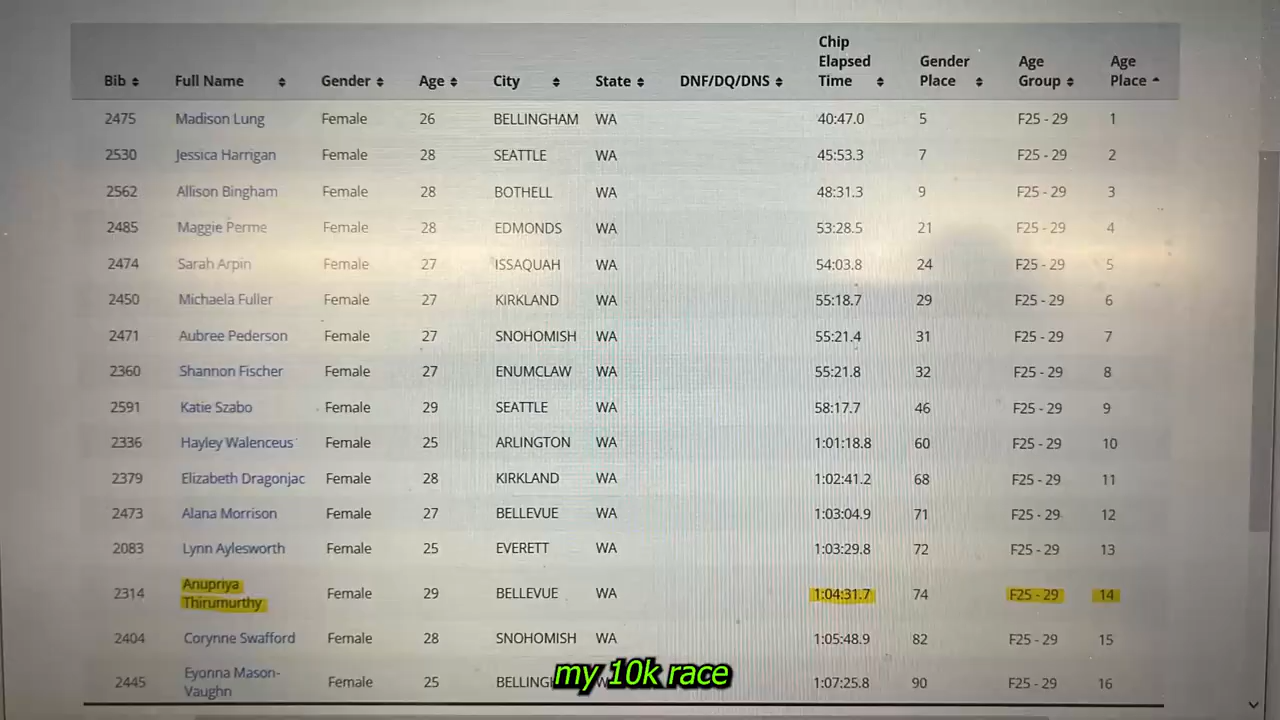 Bib Full Name Gender Age City State DNF/DQ/DNS Chip Elapsed Time Gender Place Age Group Age Place
2475 Madison Lung Female 26 BELLINGHAM WA 40:47.0 5 F25 - 29 1
2530 Jessica Harrigan Female 28 SEATTLE WA 45:53.3 7 F25 - 29 2
2562 Allison Bingham Female 28 BOTHELL WA 48:31.3 9 F25 - 29 3
2485 Maggie Perme Female 28 EDMONDS WA 53:28.5 21 F25 - 29 4
2474 Sarah Arpin Female 27 ISSAQUAH WA 54:03.8 24 F25 - 29 5
2450 Michaela Fuller Female 27 KIRKLAND WA 55:18.7 29 F25 - 29 6
2471 Aubree Pederson Female 27 SNOHOMISH WA 55:21.4 31 F25 - 29 7
2360 Shannon Fischer Female 27 ENUMCLAW WA 55:21.8 32 F25 - 29 8
2591 Katie Szabo Female 29 SEATTLE WA 58:17.7 46 F25 - 29 9
2336 Hayley Walenceus Female 25 ARLINGTON WA 1:01:18.8 60 F25 - 29 10
2379 Elizabeth Dragonjac Female 28 KIRKLAND WA 1:02:41.2 68 F25 - 29 11
2473 Alana Morrison Female 27 BELLEVUE WA 1:03:04.9 71 F25 - 29 12
2083 Lynn Aylesworth Female 25 EVERETT WA 1:03:29.8 72 F25 - 29 13
2314 Anupriya Thirumurthy Female 29 BELLEVUE WA 1:04:31.7 74 F25 - 29 14
2404 Corynne Swafford Female 28 SNOHOMISH WA 1:05:48.9 82 F25 - 29 15
2445 Eyonna Mason-Vaughn Female 25 1:07:25.8 90 F25 - 29 16
my 10k race